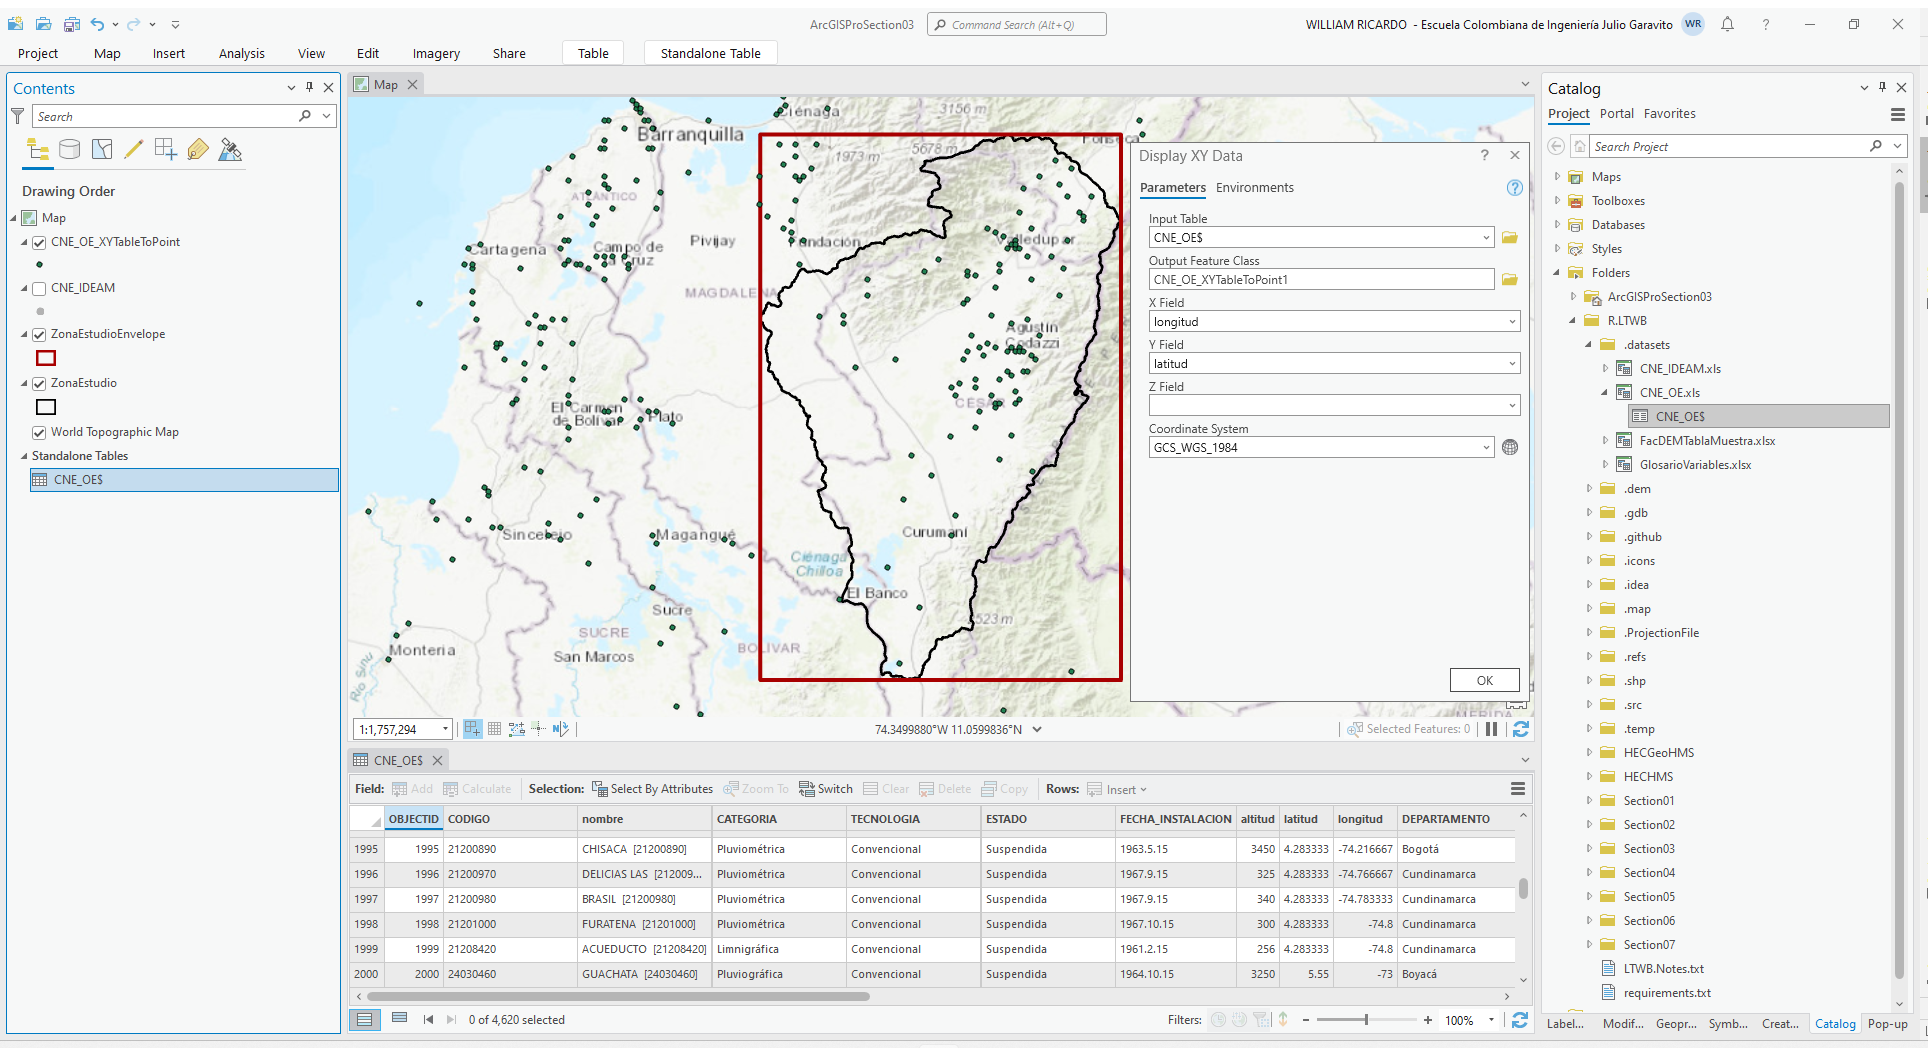 ArcGISProSection03
Command Search (Alt+Q)
WILLIAM RICARDO - Escuela Colombiana de Ingeniería Julio Garavito
WR
Project Map Insert Analysis View Edit Imagery Share Table Standalone Table
Contents
Search
Drawing Order
Map
CNE_OE_XYTableToPoint
CNE_IDEAM
ZonaEstudioEnvelope
ZonaEstudio
World Topographic Map
Standalone Tables
CNE_OE$
Map
Ciénaga
3156 m
Barranquilla
Fonseca
1973 m
5678 m
ATLANTICO
Cartagena
Campo de la Cruz
Pivijay
Fundación
Valledupar
MAGDALENA
Agustín Codazzi
CESAR
El Carmen de Bolívar
Plato
Sincelejo
Magangué
Curumaní
Ciénaga Chilloa
El Banco
Sucre
523 m
SUCRE
Monteria
San Marcos
BOLIVAR
Rio Sinu
MERIDA
Display XY Data
Parameters Environments
Input Table
CNE_OE$
Output Feature Class
CNE_OE_XYTableToPoint1
X Field
longitud
Y Field
latitud
Z Field
Coordinate System
GCS_WGS_1984
OK
1:1,757,294
74.3499880°W 11.0599836°N
Selected Features: 0
CNE_OE$
Field: Add Calculate Selection: Select By Attributes Zoom To Switch Clear Delete Copy Rows: Insert
OBJECTID CODIGO nombre CATEGORIA TECNOLOGIA ESTADO FECHA_INSTALACION altitud latitud longitud DEPARTAMENTO
1995 1995 21200890 CHISACA [21200890] Pluviométrica Convencional Suspendida 1963.5.15 3450 4.283333 -74.216667 Bogotá
1996 1996 21200970 DELICIAS LAS [212009... Pluviométrica Convencional Suspendida 1967.9.15 325 4.283333 -74.766667 Cundinamarca
1997 1997 21200980 BRASIL [21200980] Pluviométrica Convencional Suspendida 1967.9.15 340 4.283333 -74.783333 Cundinamarca
1998 1998 21201000 FURATENA [21201000] Pluviométrica Convencional Suspendida 1967.10.15 300 4.283333 -74.8 Cundinamarca
1999 1999 21208420 ACUEDUCTO [21208420] Limnigráfica Convencional Suspendida 1961.2.15 256 4.283333 -74.8 Cundinamarca
2000 2000 24030460 GUACHATA [24030460] Pluviográfica Convencional Suspendida 1964.10.15 3250 5.55 -73 Boyacá
0 of 4,620 selected
Filters:
100%
Catalog
Project Portal Favorites
Search Project
Maps
Toolboxes
Databases
Styles
Folders
ArcGISProSection03
R.LTWB
.datasets
CNE_IDEAM.xls
CNE_OE.xls
CNE_OE$
FacDEMTablaMuestra.xlsx
GlosarioVariables.xlsx
.dem
.gdb
.github
.icons
.idea
.map
.ProjectionFile
.refs
.shp
.src
.temp
HECGeoHMS
HECHMS
Section01
Section02
Section03
Section04
Section05
Section06
Section07
LTWB.Notes.txt
requirements.txt
Label... Modif... Geopr... Symb... Creat... Catalog Pop-up